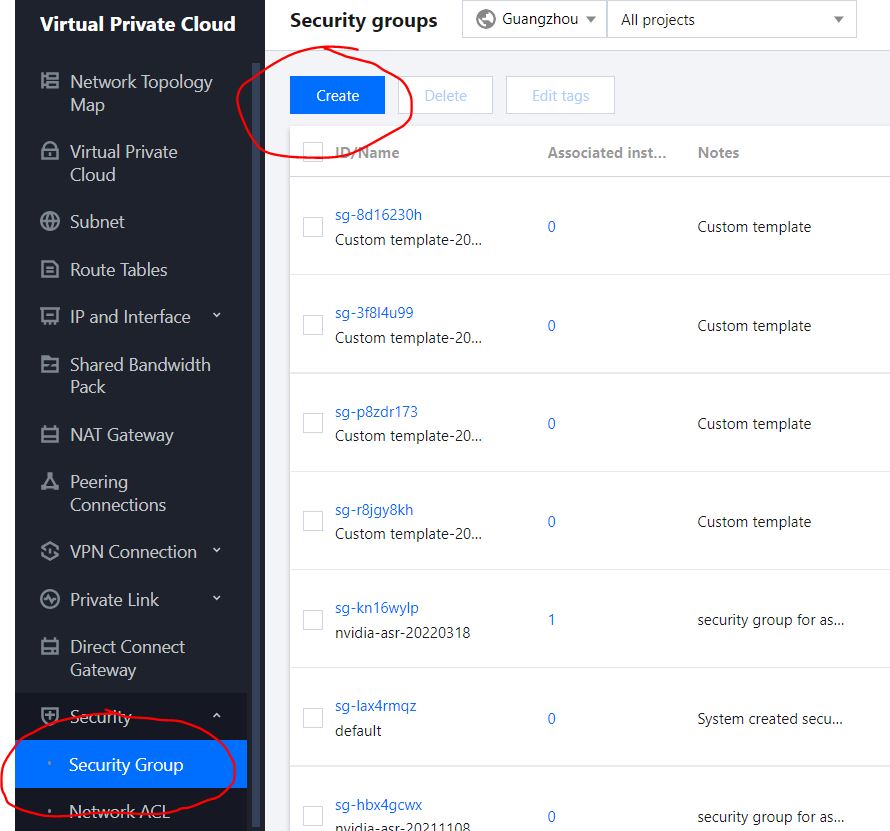 Virtual Private Cloud
Network Topology
Map
Virtual Private
Cloud
Subnet
Route Tables
IP and Interface
Shared Bandwidth
Pack
NAT Gateway
Peering
Connections
VPN Connection
Private Link
Direct Connect
Gateway
Security
Security Group
Network ACL
Security groups
Guangzhou
All projects
Create
Delete
Edit tags
ID/Name Associated inst... Notes
sg-8d16230h
Custom template-20...
0
Custom template
sg-3f8l4u99
Custom template-20...
0
Custom template
sg-p8zdr173
Custom template-20...
0
Custom template
sg-r8jgy8kh
Custom template-20...
0
Custom template
sg-kn16wylp
nvidia-asr-20220318
1
security group for as...
sg-lax4rmqz
default
0
System created secu...
sg-hbx4gcwx
nvidia-asr-20211108
0
security group for as...